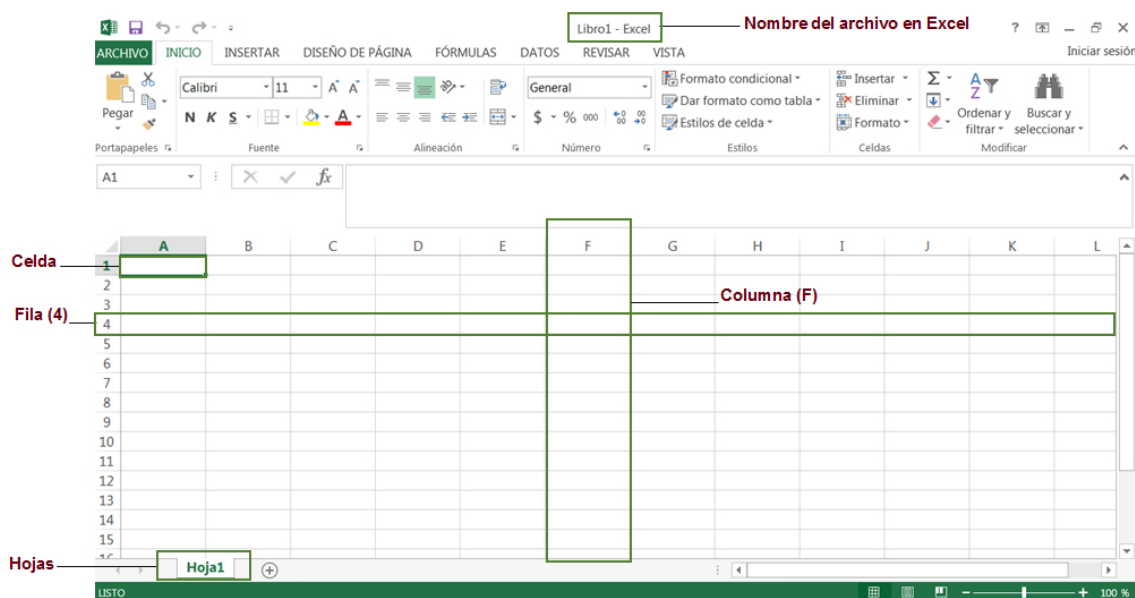 Libro1 - Excel
Nombre del archivo en Excel
?
ARCHIVO INICIO INSERTAR DISEÑO DE PÁGINA FÓRMULAS DATOS REVISAR VISTA Iniciar sesión
Calibri 11 General Formato condicional Insertar Σ
Pegar Dar formato como tabla Eliminar Ordenar y filtrar Buscar y seleccionar
N K S A $ % 000 Estilos de celda Formato
Portapapeles Fuente Alineación Número Estilos Celdas Modificar
A1 fx
A B C D E F G H I J K L
Celda 1
2
3 Columna (F)
Fila (4) 4
5
6
7
8
9
10
11
12
13
14
15
Hojas Hoja1
LISTO 100 %